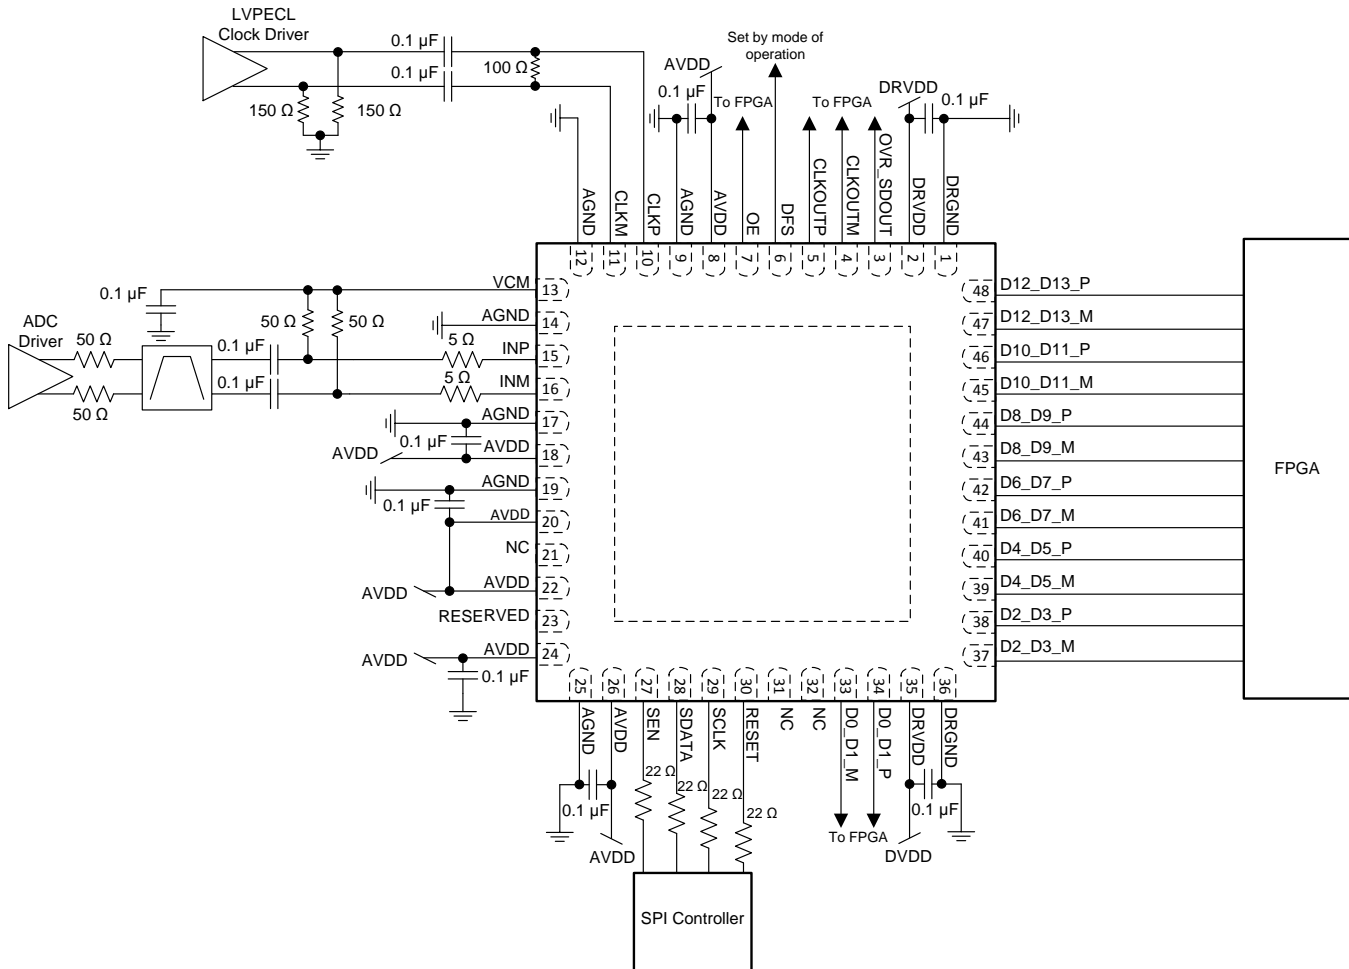 LVPECL
Clock Driver
0.1 µF
0.1 µF
100 Ω
150 Ω
150 Ω
Set by mode of
operation
AVDD
0.1 µF
To FPGA
To FPGA
DRVDD
0.1 µF
AGND
CLKM
CLKP
AGND
AVDD
OE
DFS
CLKOUTP
CLKOUTM
OVR_SDOUT
DRVDD
DRGND
12
11
10
9
8
7
6
5
4
3
2
1
ADC
Driver
0.1 µF
50 Ω
50 Ω
0.1 µF
0.1 µF
50 Ω
50 Ω
5 Ω
5 Ω
VCM
13
AGND
14
INP
15
INM
16
AGND
17
0.1 µF
AVDD
AVDD
18
AGND
19
0.1 µF
AVDD
20
NC
21
AVDD
AVDD
22
RESERVED
23
AVDD
AVDD
24
0.1 µF
48
D12_D13_P
47
D12_D13_M
46
D10_D11_P
45
D10_D11_M
44
D8_D9_P
43
D8_D9_M
42
D6_D7_P
41
D6_D7_M
40
D4_D5_P
39
D4_D5_M
38
D2_D3_P
37
D2_D3_M
FPGA
25
26
27
28
29
30
31
32
33
34
35
36
AGND
AVDD
SEN
SDATA
SCLK
RESET
NC
NC
D0_D1_M
D0_D1_P
DRVDD
DRGND
0.1 µF
AVDD
22 Ω
22 Ω
22 Ω
22 Ω
To FPGA
0.1 µF
DVDD
SPI Controller